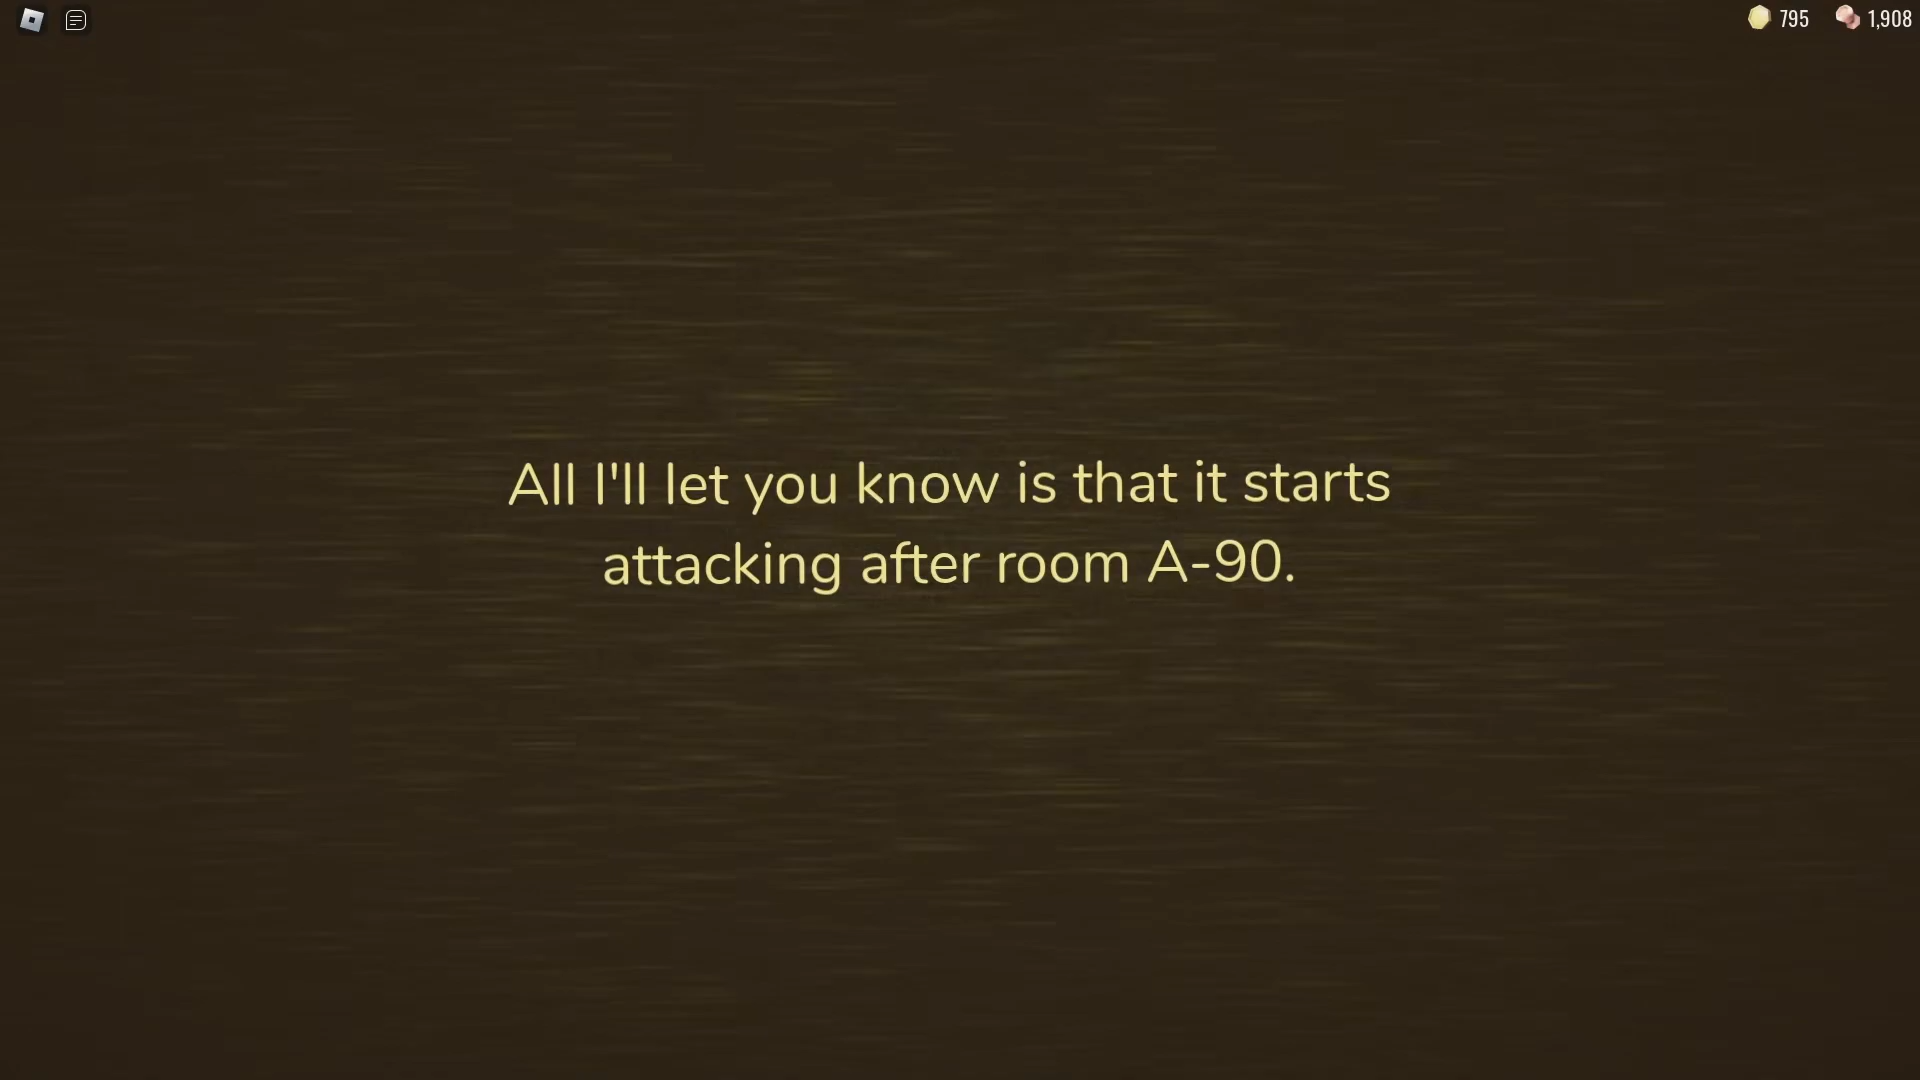 795 1,908
All I'll let you know is that it starts
attacking after room A-90.